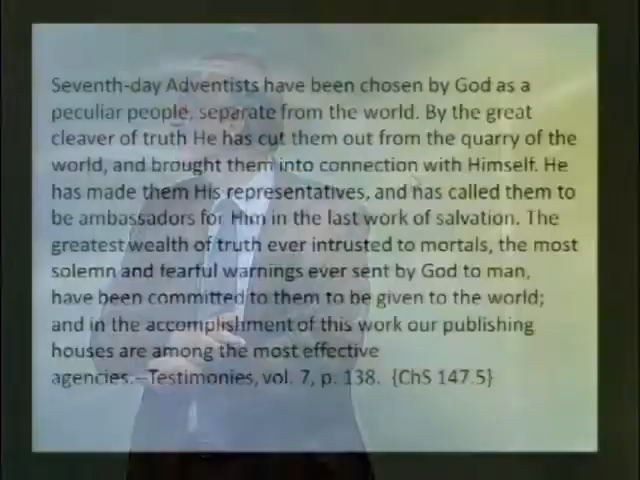 Seventh-day Adventists have been chosen by God as a
peculiar people, separate from the world. By the great
cleaver of truth He has cut them out from the quarry of the
world, and brought them into connection with Himself. He
has made them His representatives, and has called them to
be ambassadors for Him in the last work of salvation. The
greatest wealth of truth ever intrusted to mortals, the most
solemn and fearful warnings ever sent by God to man,
have been committed to them to be given to the world;
and in the accomplishment of this work our publishing
houses are among the most effective
agencies.—Testimonies, vol. 7, p. 138. {ChS 147.5}